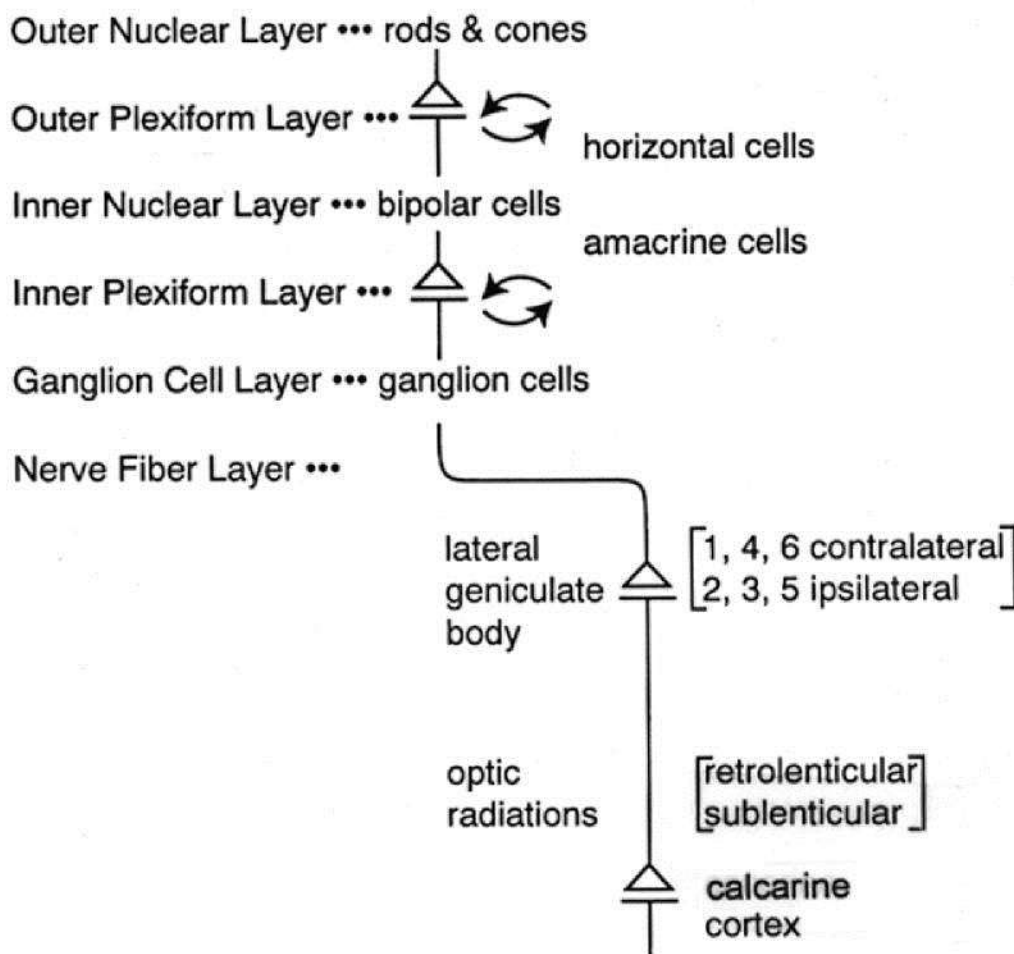 Outer Nuclear Layer ••• rods & cones
Outer Plexiform Layer •••
horizontal cells
Inner Nuclear Layer ••• bipolar cells
amacrine cells
Inner Plexiform Layer •••
Ganglion Cell Layer ••• ganglion cells
Nerve Fiber Layer •••
lateral
geniculate
body
1, 4, 6 contralateral
2, 3, 5 ipsilateral
optic
radiations
retrolenticular
sublenticular
calcarine
cortex